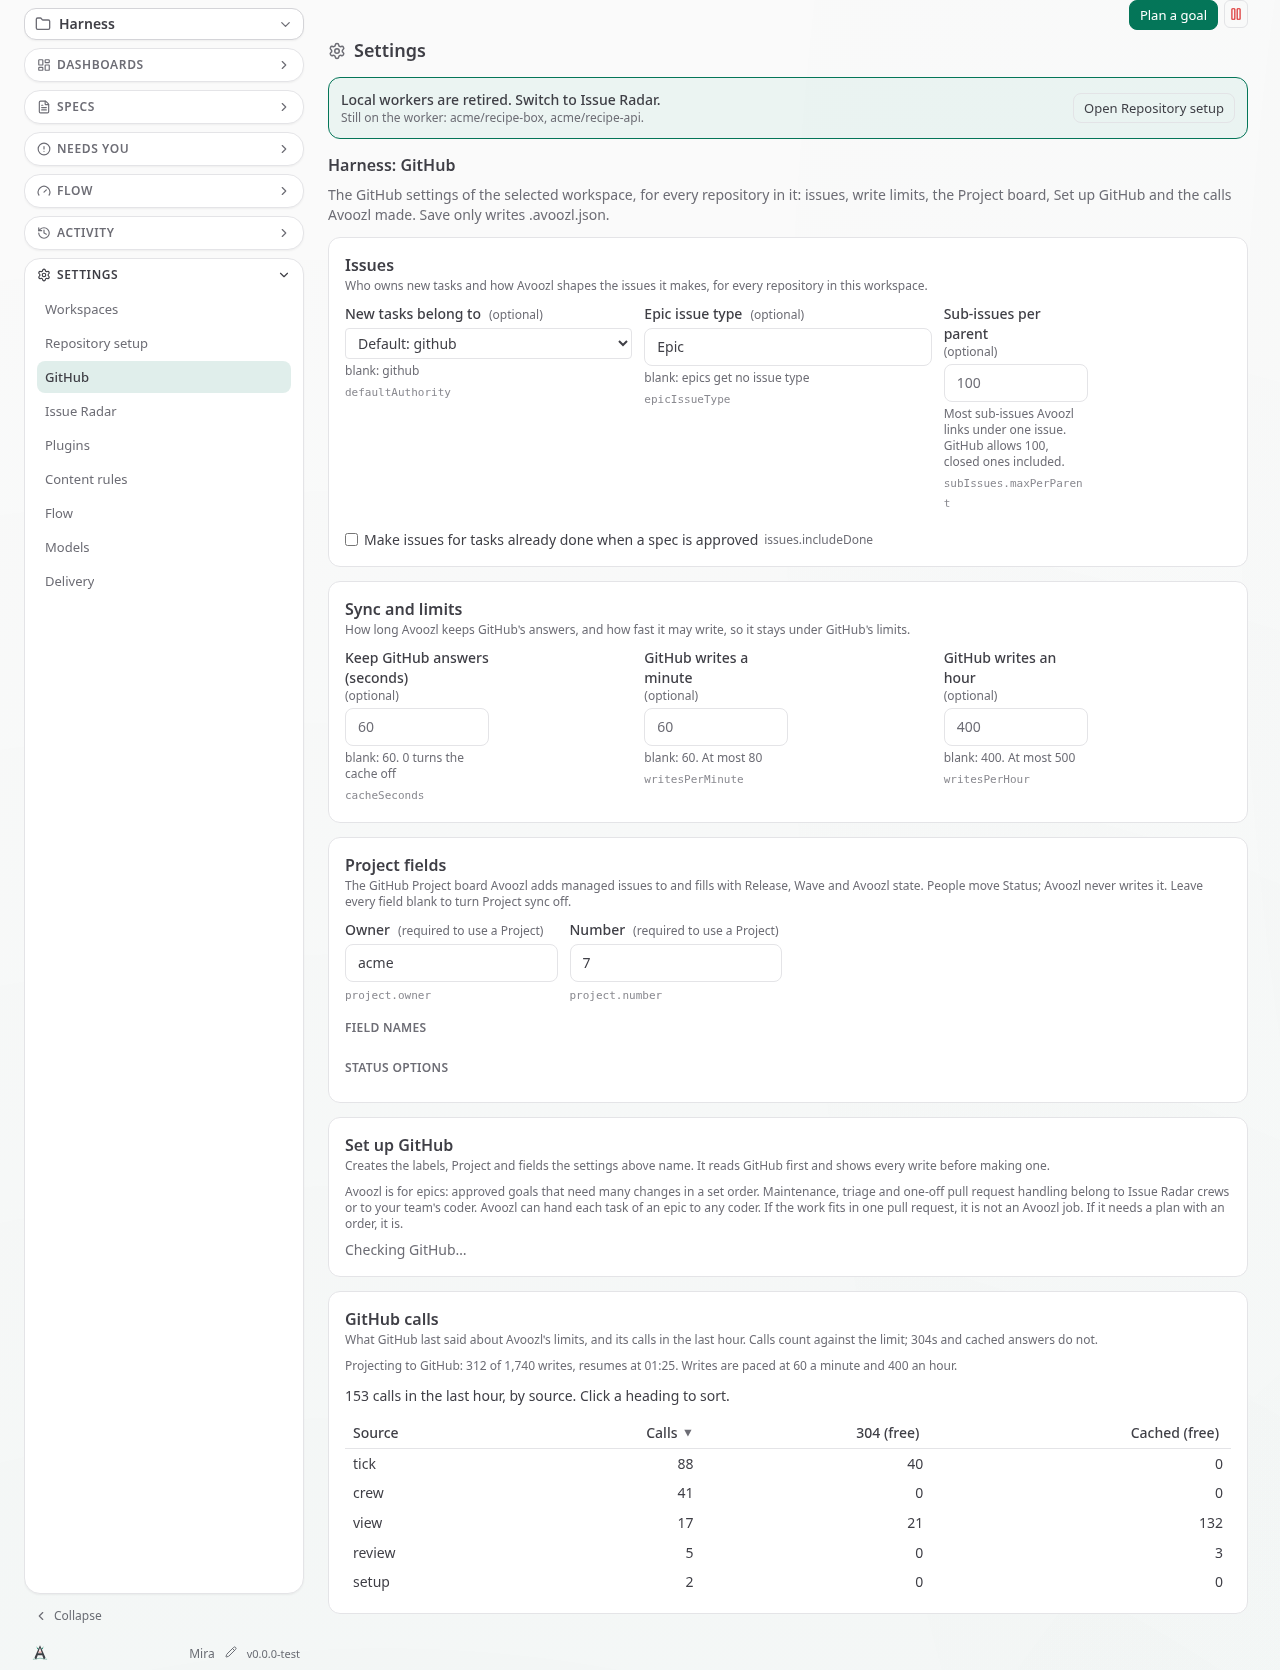 Harness
Plan a goal
DASHBOARDS
SPECS
NEEDS YOU
FLOW
ACTIVITY
SETTINGS
Workspaces
Repository setup
GitHub
Issue Radar
Plugins
Content rules
Flow
Models
Delivery
Collapse
Mira
v0.0.0-test
Settings
Local workers are retired. Switch to Issue Radar.
Still on the worker: acme/recipe-box, acme/recipe-api.
Open Repository setup
Harness: GitHub
The GitHub settings of the selected workspace, for every repository in it: issues, write limits, the Project board, Set up GitHub and the calls
Avoozl made. Save only writes .avoozl.json.
Issues
Who owns new tasks and how Avoozl shapes the issues it makes, for every repository in this workspace.
New tasks belong to (optional)
Default: github
blank: github
defaultAuthority
Epic issue type (optional)
Epic
blank: epics get no issue type
epicIssueType
Sub-issues per
parent
(optional)
100
Most sub-issues Avoozl
links under one issue.
GitHub allows 100,
closed ones included.
subIssues.maxPerParen
t
Make issues for tasks already done when a spec is approved issues.includeDone
Sync and limits
How long Avoozl keeps GitHub's answers, and how fast it may write, so it stays under GitHub's limits.
Keep GitHub answers
(seconds)
(optional)
60
blank: 60. 0 turns the
cache off
cacheSeconds
GitHub writes a
minute
(optional)
60
blank: 60. At most 80
writesPerMinute
GitHub writes an
hour
(optional)
400
blank: 400. At most 500
writesPerHour
Project fields
The GitHub Project board Avoozl adds managed issues to and fills with Release, Wave and Avoozl state. People move Status; Avoozl never writes it. Leave
every field blank to turn Project sync off.
Owner (required to use a Project)
acme
project.owner
Number (required to use a Project)
7
project.number
FIELD NAMES
STATUS OPTIONS
Set up GitHub
Creates the labels, Project and fields the settings above name. It reads GitHub first and shows every write before making one.
Avoozl is for epics: approved goals that need many changes in a set order. Maintenance, triage and one-off pull request handling belong to Issue Radar crews
or to your team's coder. Avoozl can hand each task of an epic to any coder. If the work fits in one pull request, it is not an Avoozl job. If it needs a plan with an
order, it is.
Checking GitHub…
GitHub calls
What GitHub last said about Avoozl's limits, and its calls in the last hour. Calls count against the limit; 304s and cached answers do not.
Projecting to GitHub: 312 of 1,740 writes, resumes at 01:25. Writes are paced at 60 a minute and 400 an hour.
153 calls in the last hour, by source. Click a heading to sort.
Source Calls ▼ 304 (free) Cached (free)
tick 88 40 0
crew 41 0 0
view 17 21 132
review 5 0 3
setup 2 0 0